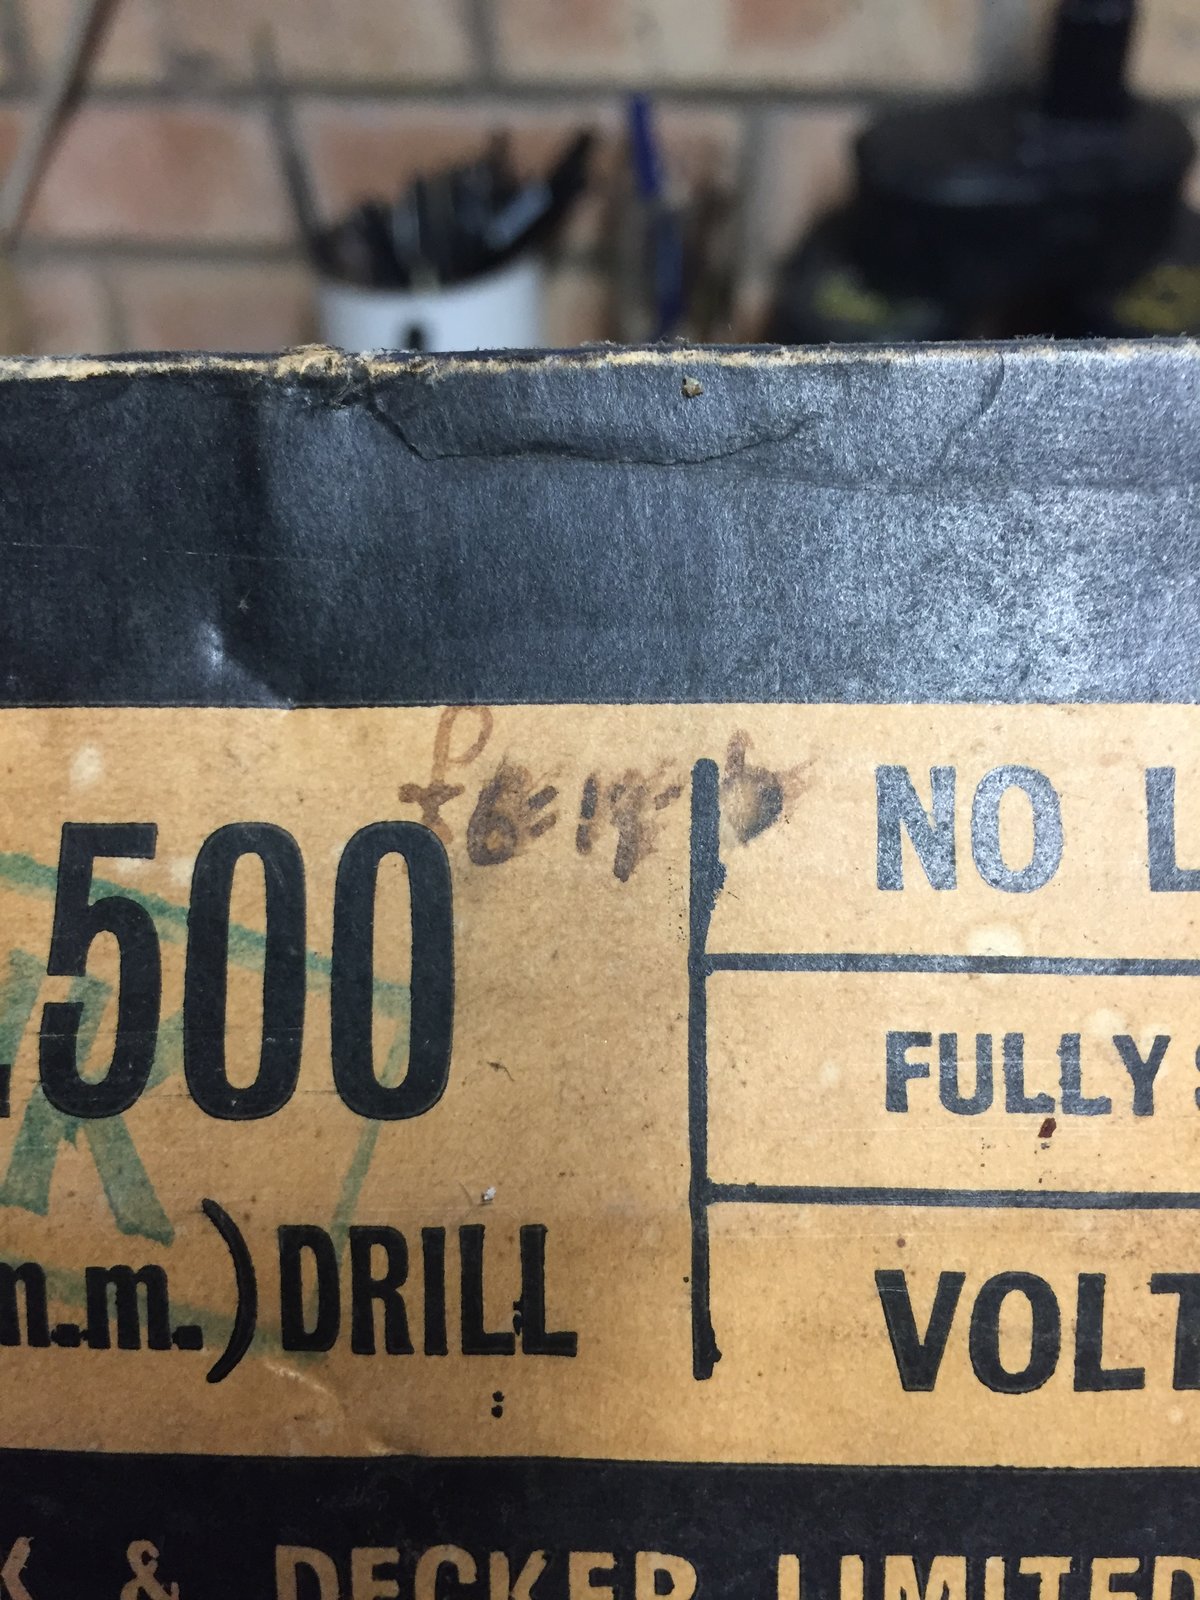 £6=19-6
.500
NO L
FULLY S
m.m.) DRILL
VOLT
K & DECKER LIMITED